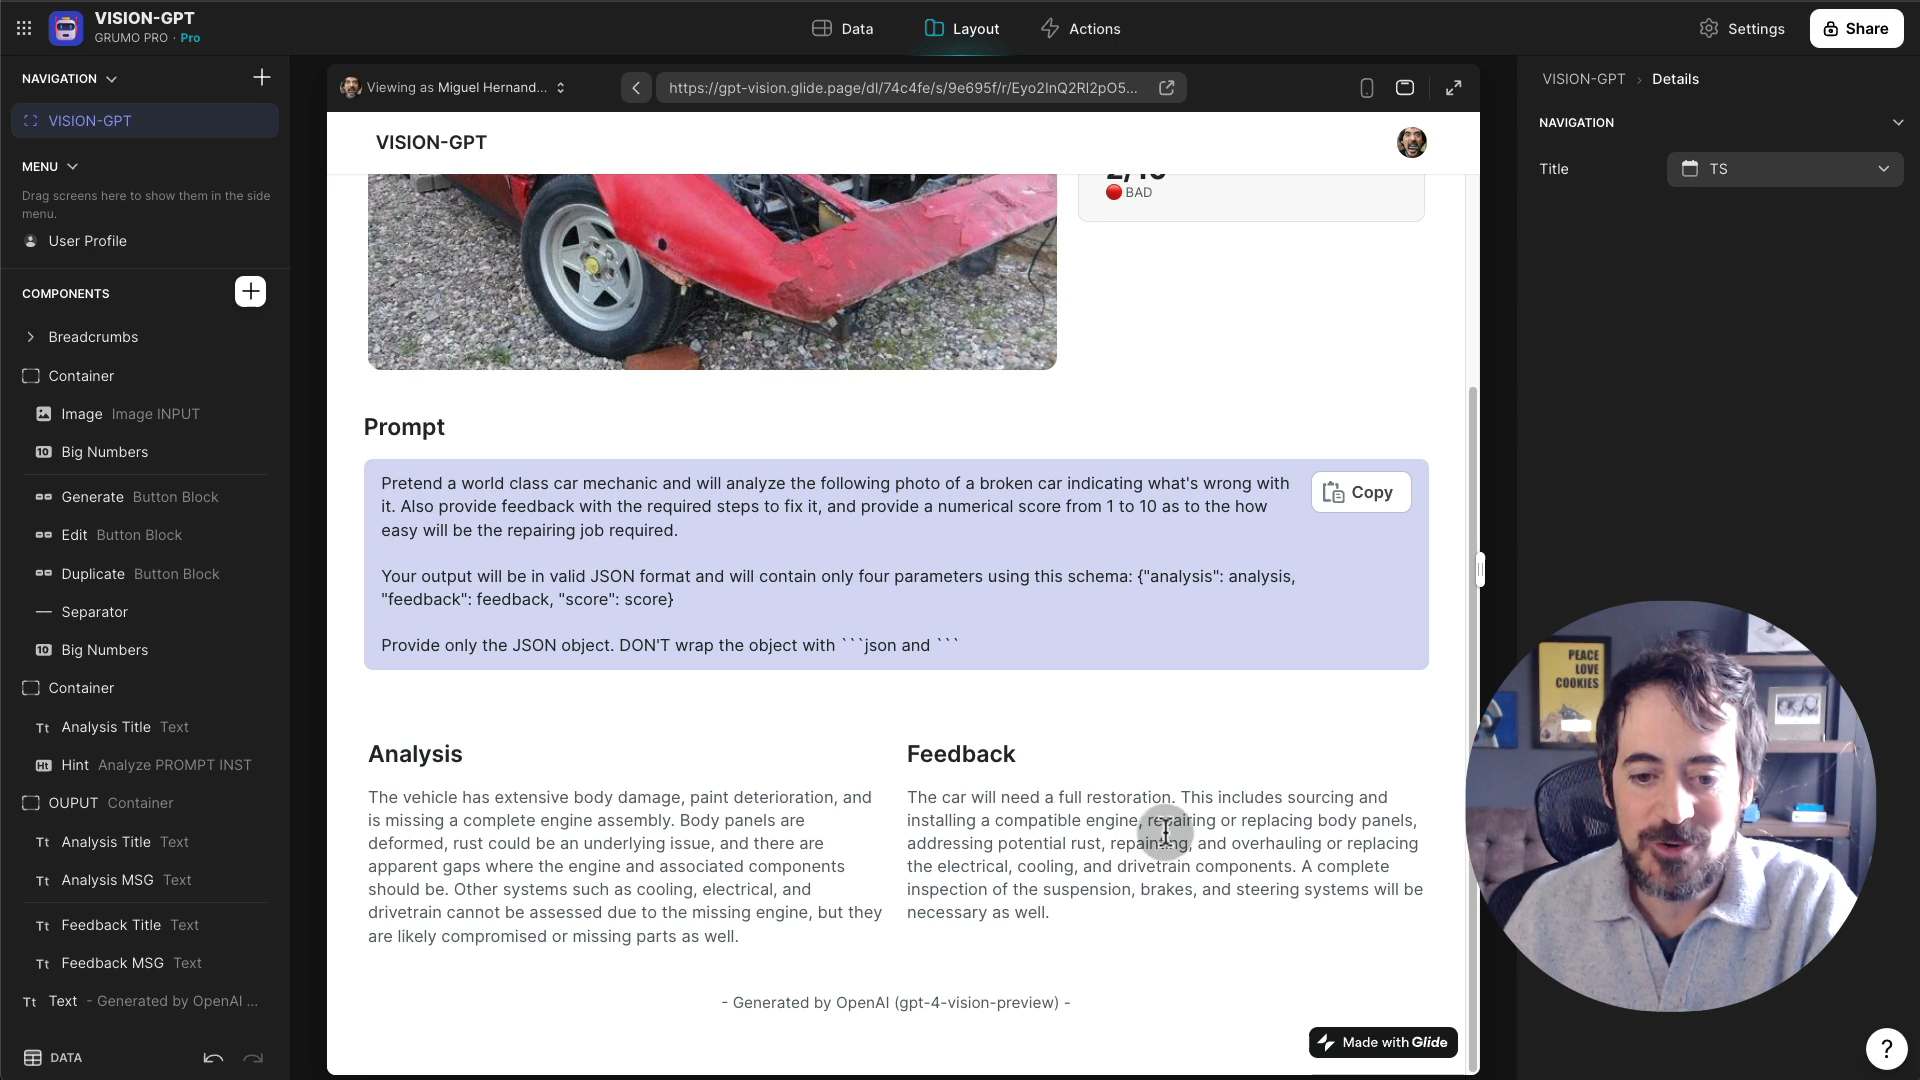 VISION-GPT
GRUMO PRO · Pro
Data
Layout
Actions
Settings
Share
NAVIGATION
VISION-GPT
MENU
Drag screens here to show them in the side
menu.
User Profile
COMPONENTS
Breadcrumbs
Container
Image Image INPUT
10 Big Numbers
Generate Button Block
Edit Button Block
Duplicate Button Block
Separator
10 Big Numbers
Container
Tt Analysis Title Text
Ht Hint Analyze PROMPT INST
OUPUT Container
Tt Analysis Title Text
Tt Analysis MSG Text
Tt Feedback Title Text
Tt Feedback MSG Text
Tt Text - Generated by OpenAI ...
DATA
Viewing as Miguel Hernand...
https://gpt-vision.glide.page/dl/74c4fe/s/9e695f/r/Eyo2InQ2Rl2pO5...
VISION-GPT
BAD
Prompt
Pretend a world class car mechanic and will analyze the following photo of a broken car indicating what's wrong with
it. Also provide feedback with the required steps to fix it, and provide a numerical score from 1 to 10 as to the how
easy will be the repairing job required.
Your output will be in valid JSON format and will contain only four parameters using this schema: {"analysis": analysis,
"feedback": feedback, "score": score}
Provide only the JSON object. DON'T wrap the object with ```json and ```
Copy
Analysis
The vehicle has extensive body damage, paint deterioration, and
is missing a complete engine assembly. Body panels are
deformed, rust could be an underlying issue, and there are
apparent gaps where the engine and associated components
should be. Other systems such as cooling, electrical, and
drivetrain cannot be assessed due to the missing engine, but they
are likely compromised or missing parts as well.
Feedback
The car will need a full restoration. This includes sourcing and
installing a compatible engine, repairing or replacing body panels,
addressing potential rust, repainting, and overhauling or replacing
the electrical, cooling, and drivetrain components. A complete
inspection of the suspension, brakes, and steering systems will be
necessary as well.
- Generated by OpenAI (gpt-4-vision-preview) -
Made with Glide
VISION-GPT > Details
NAVIGATION
Title
TS
PEACE
LOVE
COOKIES
?